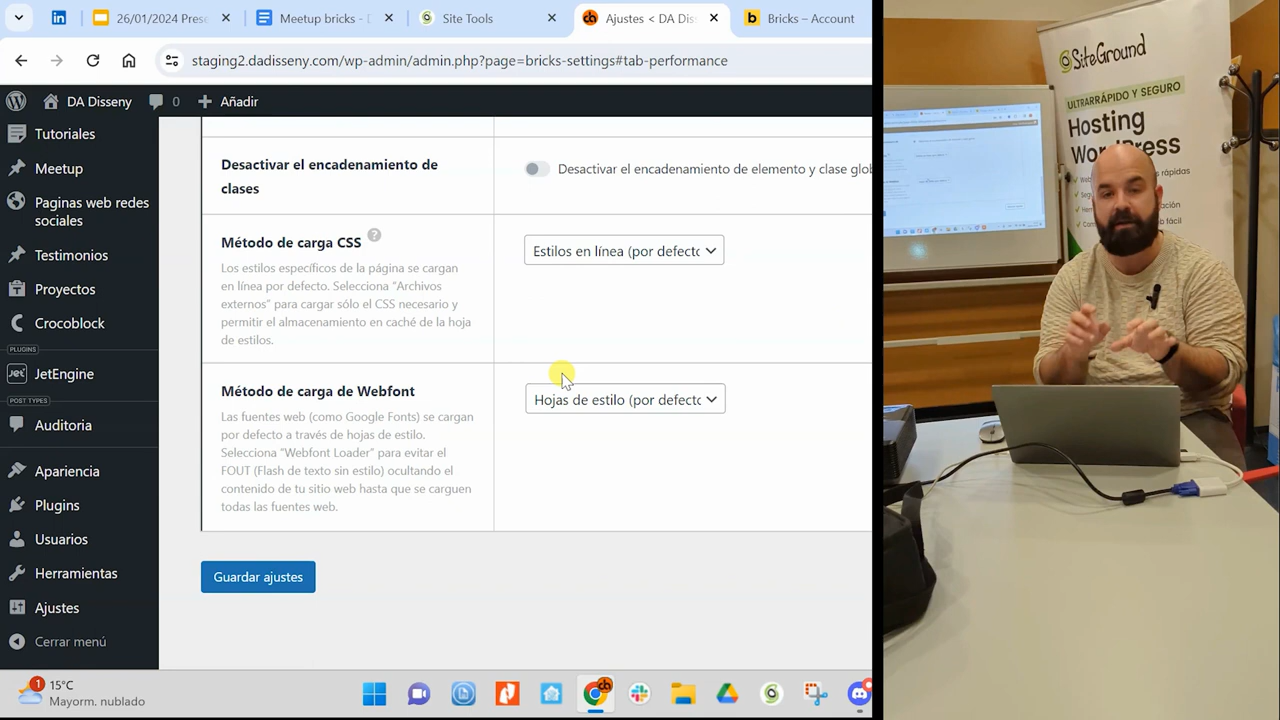 26/01/2024 Prese
Meetup bricks - D
Site Tools
Ajustes < DA Diss
Bricks – Account
staging2.dadisseny.com/wp-admin/admin.php?page=bricks-settings#tab-performance
DA Disseny
0
Añadir
Tutoriales
Meetup
Paginas web redes
sociales
Testimonios
Proyectos
Crocoblock
PLUGINS
Jet
JetEngine
POST TYPES
Auditoria
Apariencia
Plugins
Usuarios
Herramientas
Ajustes
Cerrar menú
Desactivar el encadenamiento de
clases
Desactivar el encadenamiento de elemento y clase glob
Método de carga CSS
?
Los estilos específicos de la página se cargan
en línea por defecto. Selecciona “Archivos
externos” para cargar sólo el CSS necesario y
permitir el almacenamiento en caché de la hoja
de estilos.
Estilos en línea (por defecto
Método de carga de Webfont
Las fuentes web (como Google Fonts) se cargan
por defecto a través de hojas de estilo.
Selecciona “Webfont Loader” para evitar el
FOUT (Flash de texto sin estilo) ocultando el
contenido de tu sitio web hasta que se carguen
todas las fuentes web.
Hojas de estilo (por defecto
Guardar ajustes
1
15°C
Mayorm. nublado
SiteGround
ULTRARRÁPIDO Y SEGURO
Hosting
WordPress